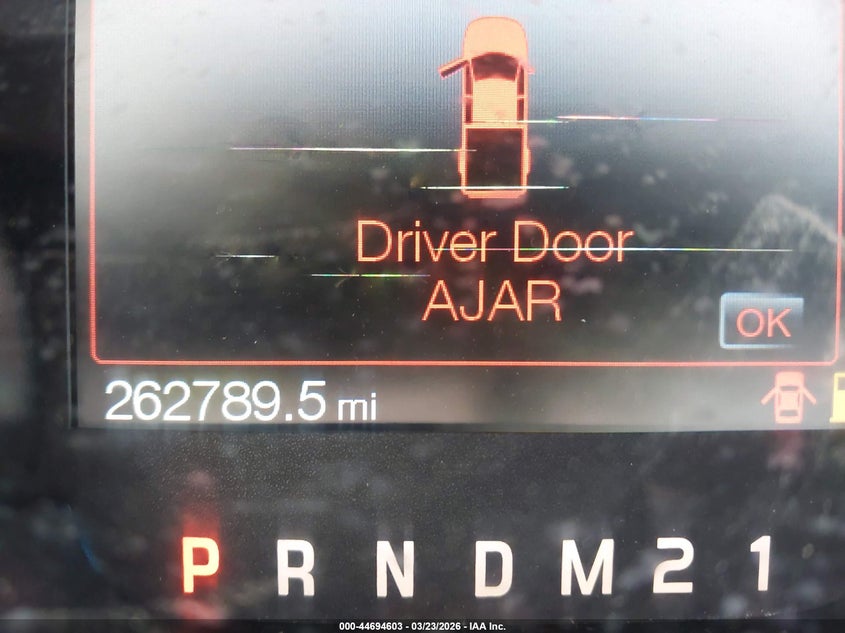 Driver Door
AJAR
OK
262789.5 mi
P R N D M 2 1
000-44694603 - 03/23/2026 - IAA Inc.